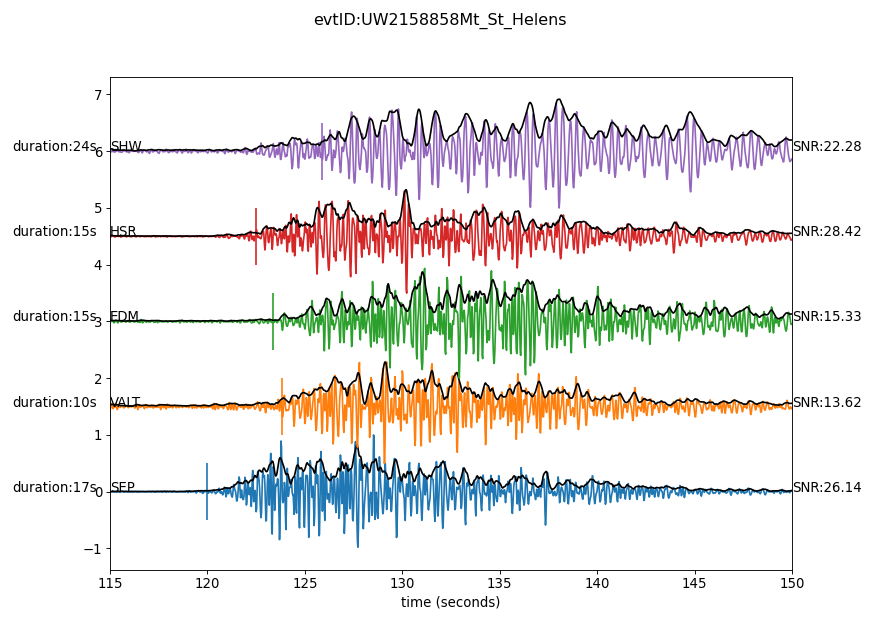 evtID:UW2158858Mt_St_Helens
7
duration:24s 6 SHW SNR:22.28
5
duration:15s HSR SNR:28.42
4
duration:15s 3 EDM SNR:15.33
2
duration:10s VALT SNR:13.62
1
duration:17s 0 SEP SNR:26.14
−1
115 120 125 130 135 140 145 150
time (seconds)